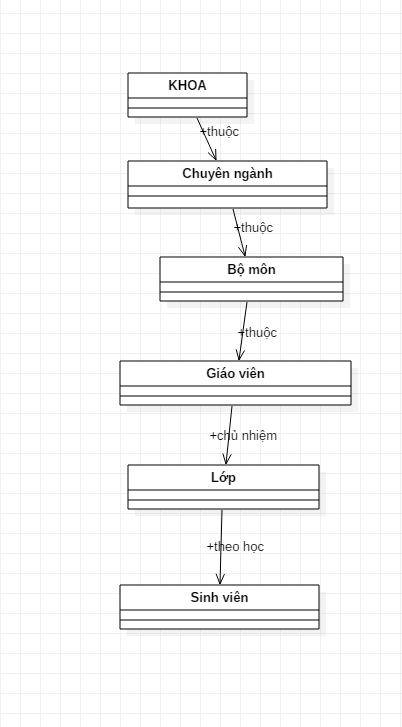 KHOA
+thuộc
Chuyên ngành
+thuộc
Bộ môn
+thuộc
Giáo viên
+chủ nhiệm
Lớp
+theo học
Sinh viên